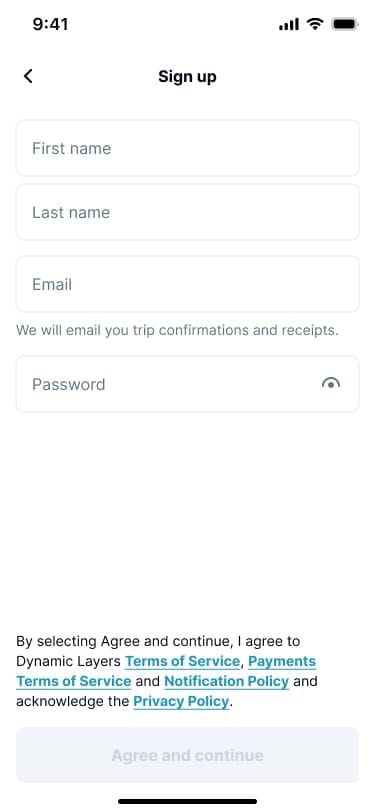 9:41
Sign up
First name
Last name
Email
We will email you trip confirmations and receipts.
Password
By selecting Agree and continue, I agree to
Dynamic Layers Terms of Service, Payments
Terms of Service and Notification Policy and
acknowledge the Privacy Policy.
Agree and continue